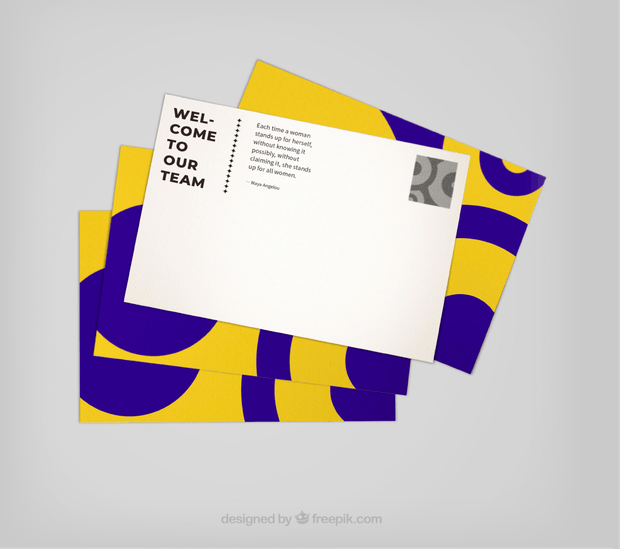 WEL-
COME
TO
OUR
TEAM
Each time a woman
stands up for herself,
without knowing it
possibly, without
claiming it, she stands
up for all women.
— Maya Angelou
designed by freepik.com